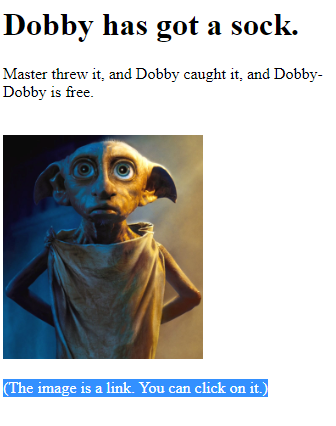 Dobby has got a sock.
Master threw it, and Dobby caught it, and Dobby-
Dobby is free.
(The image is a link. You can click on it.)